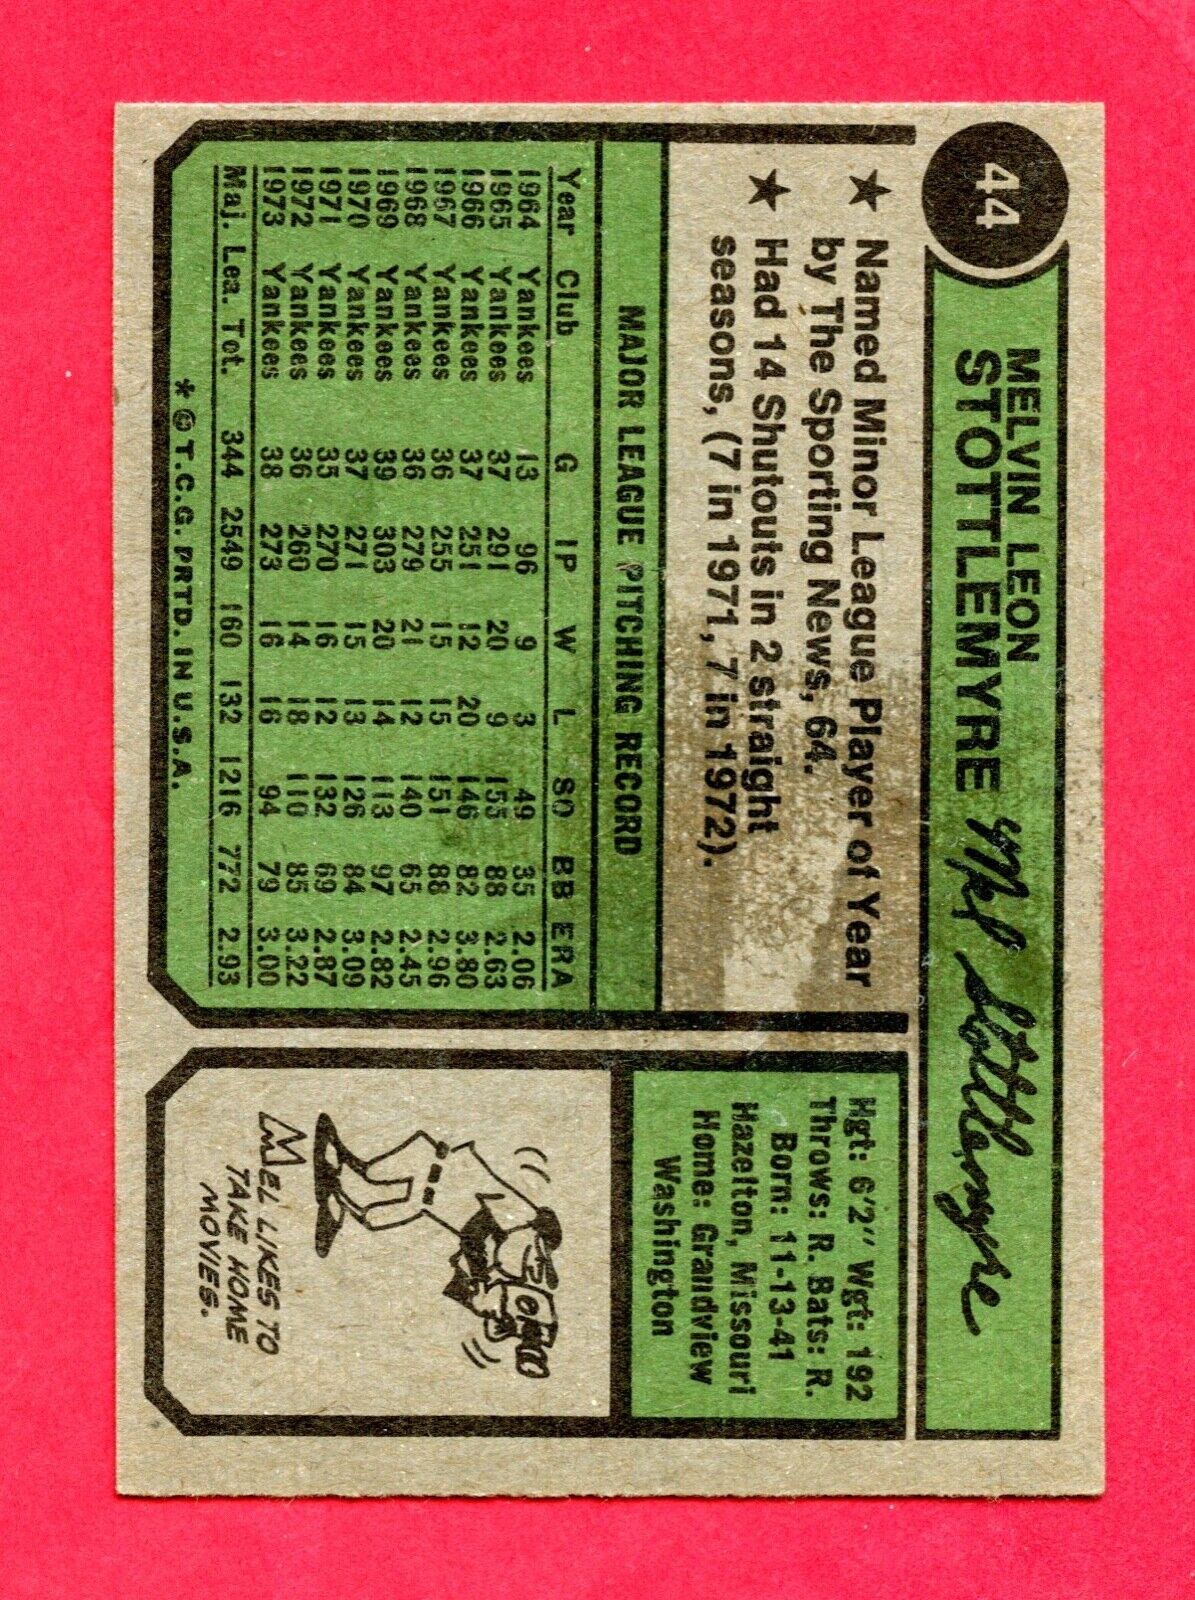 44
MELVIN LEON
STOTTLEMYRE Mel Stottlemyre
★ Named Minor League Player of Year
by The Sporting News, 64.
★ Had 14 Shutouts in 2 straight
seasons, (7 in 1971, 7 in 1972).
MAJOR LEAGUE PITCHING RECORD
Year Club G IP W L SO BB ERA
1964 Yankees 13 96 9 3 49 35 2.06
1965 Yankees 37 291 20 9 155 88 2.63
1966 Yankees 37 251 12 20 146 82 3.80
1967 Yankees 36 255 15 15 151 88 2.96
1968 Yankees 36 279 21 12 140 65 2.45
1969 Yankees 39 303 20 14 113 97 2.82
1970 Yankees 37 271 15 13 126 84 3.09
1971 Yankees 35 270 16 12 132 69 2.87
1972 Yankees 36 260 14 18 110 85 3.22
1973 Yankees 38 273 16 16 94 79 3.00
Maj. Lea. Tot. 344 2549 160 132 1216 772 2.93
* © T.C.G. PRTD. IN U.S.A.
Hgt: 6'2" Wgt: 192
Throws: R. Bats: R.
Born: 11-13-41
Hazelton, Missouri
Home: Grandview
Washington
MEL LIKES TO
TAKE HOME
MOVIES.